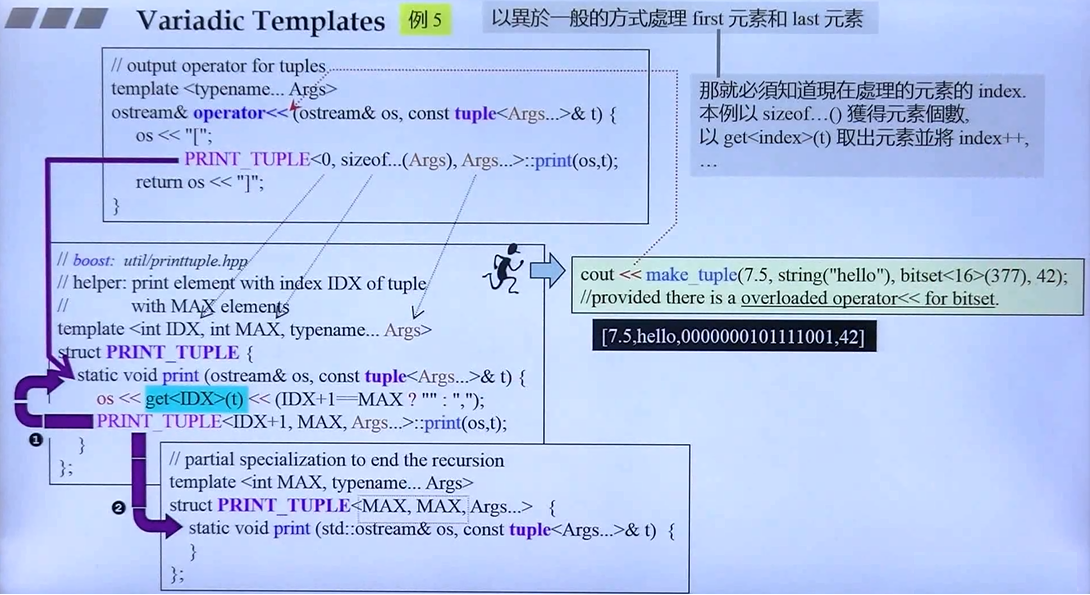 Variadic Templates
例 5
以異於一般的方式處理 first 元素和 last 元素
那就必須知道現在處理的元素的 index.
本例以 sizeof…() 獲得元素個數,
以 get<index>(t) 取出元素並將 index++,
…
// output operator for tuples
template <typename... Args>
ostream& operator<< (ostream& os, const tuple<Args...>& t) {
os << "[";
PRINT_TUPLE<0, sizeof...(Args), Args...>::print(os,t);
return os << "]";
}
// boost: util/printtuple.hpp
// helper: print element with index IDX of tuple
// with MAX elements
template <int IDX, int MAX, typename... Args>
struct PRINT_TUPLE {
static void print (ostream& os, const tuple<Args...>& t) {
os << get<IDX>(t) << (IDX+1==MAX ? "" : ",");
PRINT_TUPLE<IDX+1, MAX, Args...>::print(os,t);
}
};
❶
❷
// partial specialization to end the recursion
template <int MAX, typename... Args>
struct PRINT_TUPLE<MAX, MAX, Args...> {
static void print (std::ostream& os, const tuple<Args...>& t) {
}
};
cout << make_tuple(7.5, string("hello"), bitset<16>(377), 42);
//provided there is a overloaded operator<< for bitset.
[7.5,hello,0000000101111001,42]